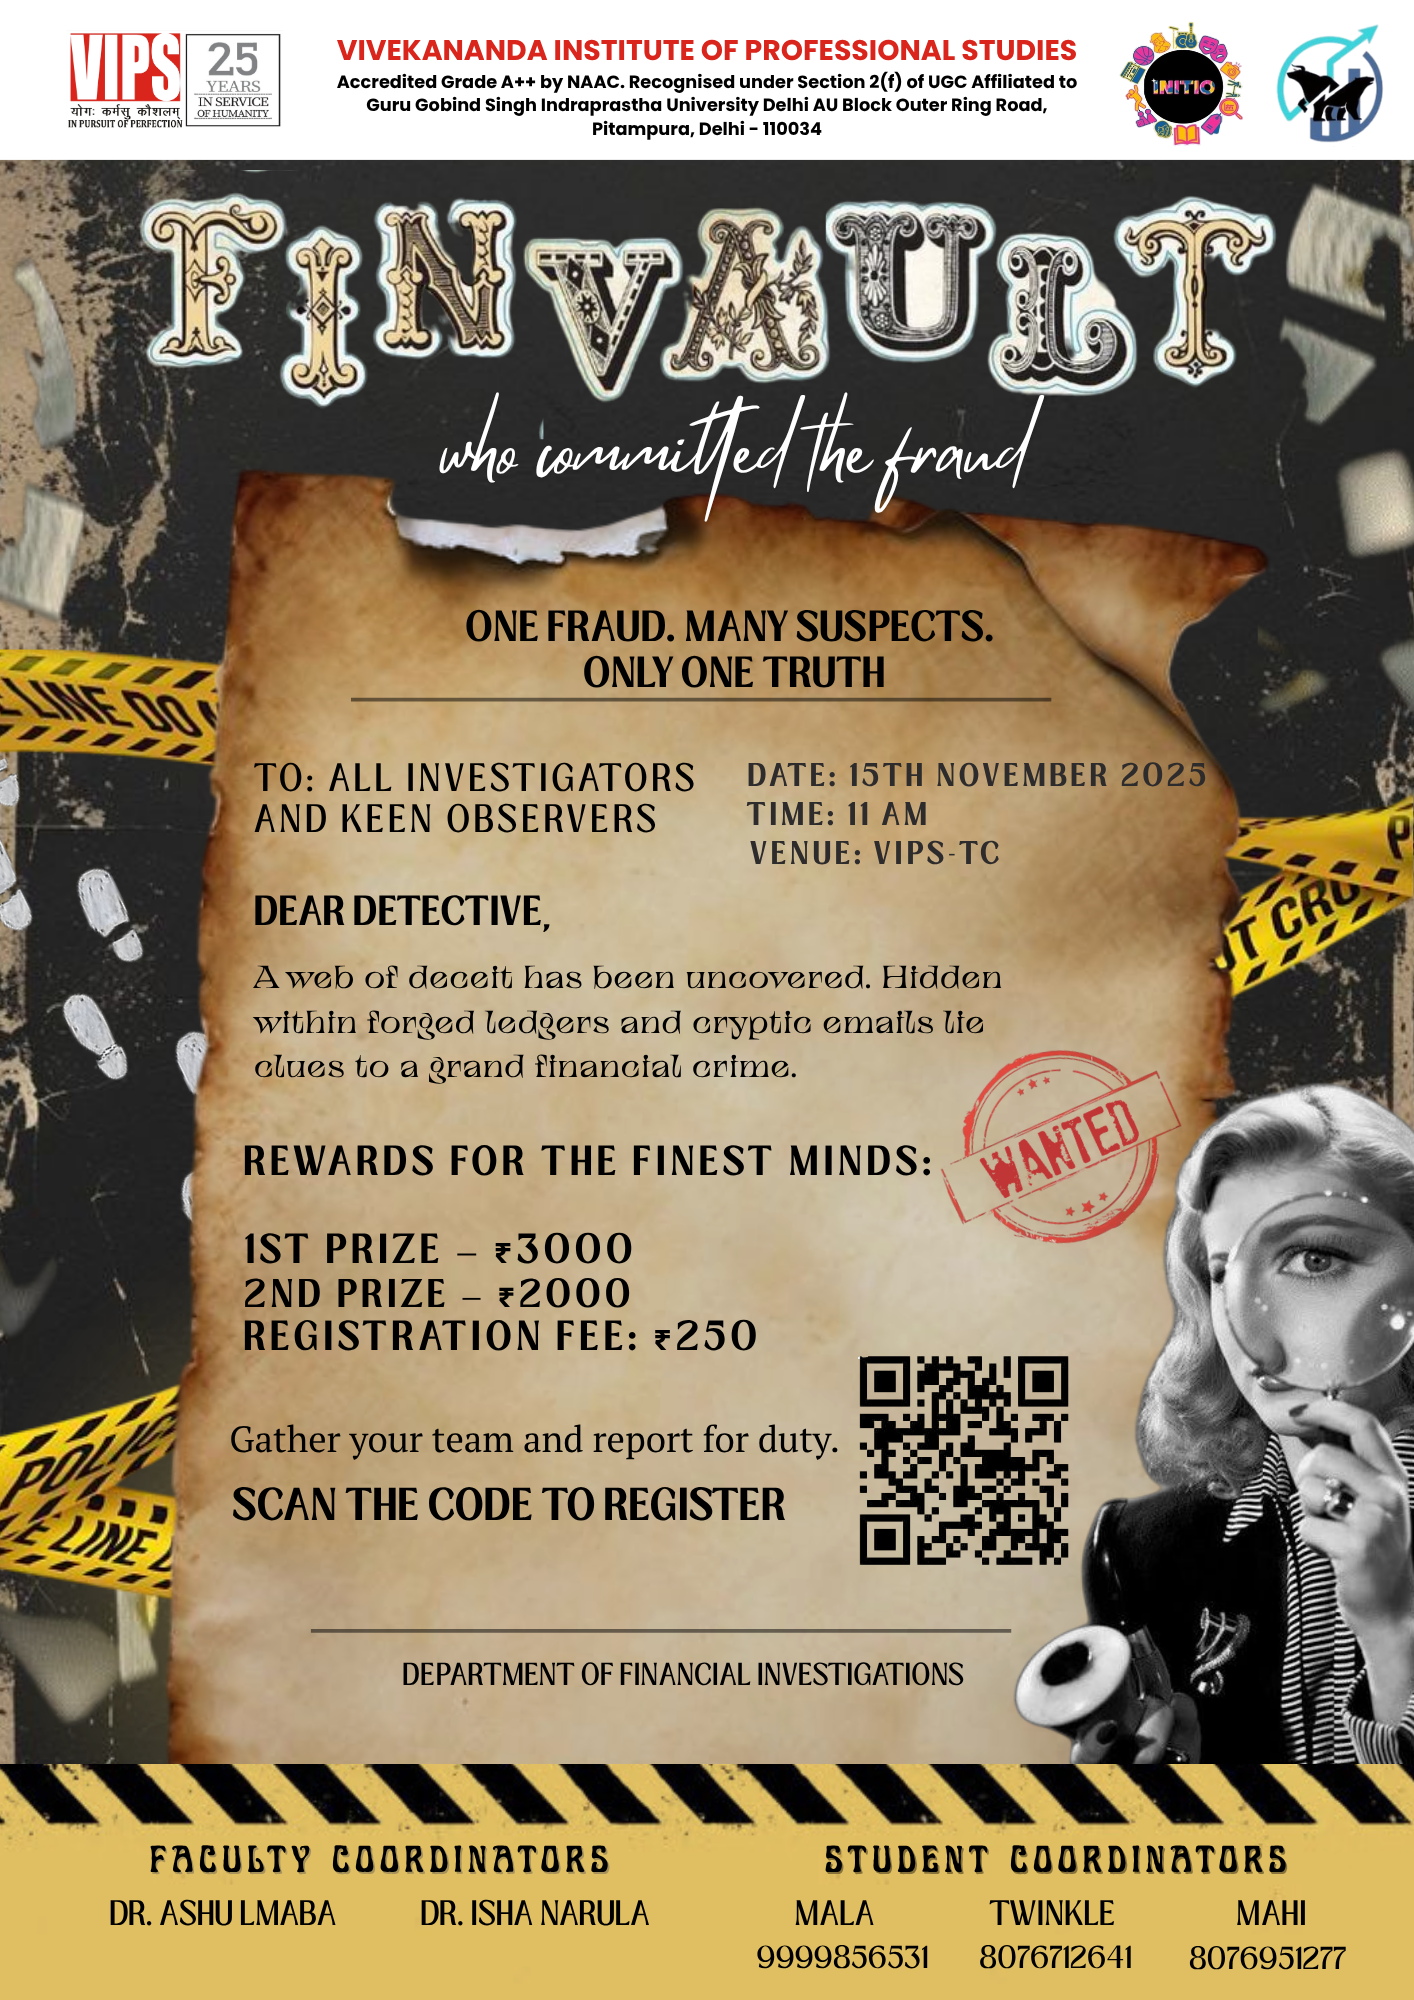 VIPS
योगः कर्मसु कौशलम्
IN PURSUIT OF PERFECTION
25
YEARS
IN SERVICE
OF HUMANITY
VIVEKANANDA INSTITUTE OF PROFESSIONAL STUDIES
Accredited Grade A++ by NAAC. Recognised under Section 2(f) of UGC Affiliated to
Guru Gobind Singh Indraprastha University Delhi AU Block Outer Ring Road,
Pitampura, Delhi - 110034
INITIO
FINVAULT
who committed the fraud
ONE FRAUD. MANY SUSPECTS.
ONLY ONE TRUTH
E LINE DO
TO: ALL INVESTIGATORS
AND KEEN OBSERVERS
DATE: 15TH NOVEMBER 2025
TIME: 11 AM
VENUE: VIPS-TC
P
T CRO
DEAR DETECTIVE,
A web of deceit has been uncovered. Hidden
within forged ledgers and cryptic emails lie
clues to a grand financial crime.
WANTED
REWARDS FOR THE FINEST MINDS:
1ST PRIZE – ₹3000
2ND PRIZE – ₹2000
REGISTRATION FEE: ₹250
POLICE
E LINE D
Gather your team and report for duty.
SCAN THE CODE TO REGISTER
DEPARTMENT OF FINANCIAL INVESTIGATIONS
FACULTY COORDINATORS
DR. ASHU LMABA DR. ISHA NARULA
STUDENT COORDINATORS
MALA TWINKLE MAHI
9999856531 8076712641 8076951277